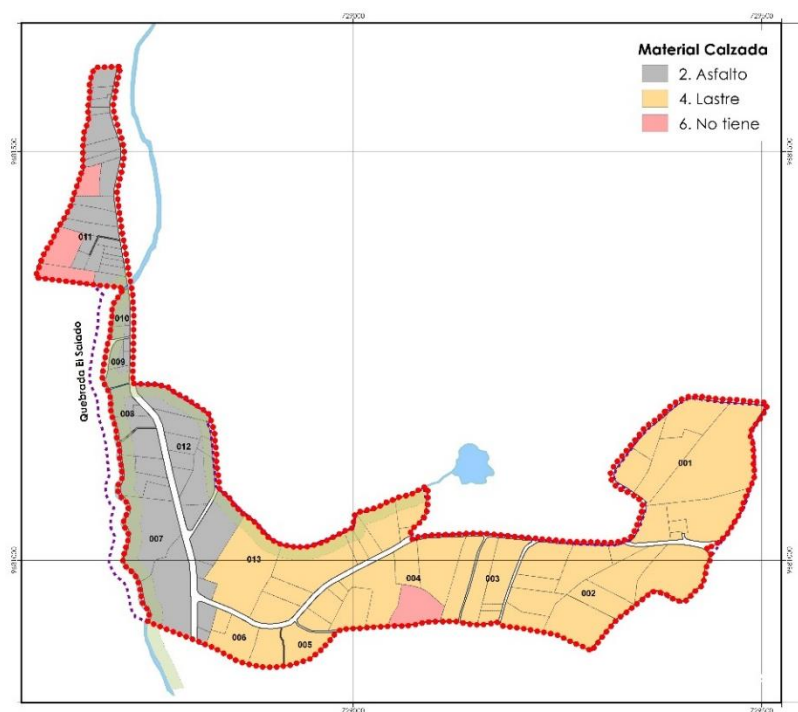 728000
Material Calzada
2. Asfalto
4. Lastre
6. No tiene
011
010
009
Quebrada El Salado
008
012
001
007
013
004
003
002
006
005